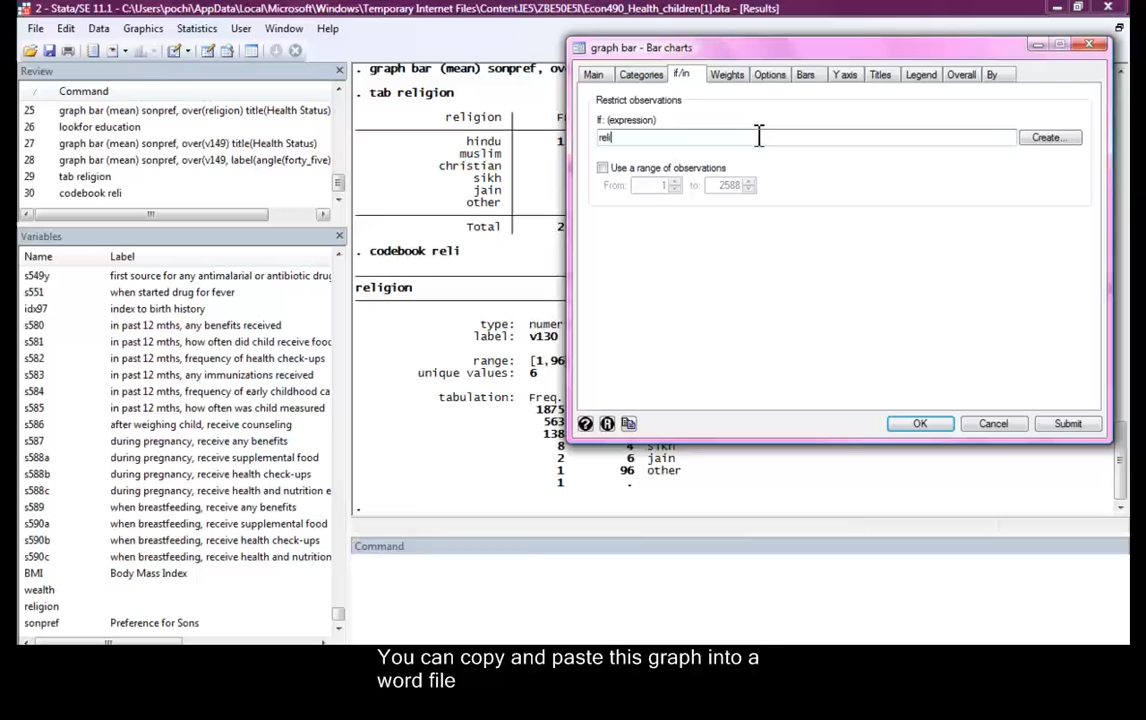 2 - Stata/SE 11.1 - C:\Users\pochi\AppData\Local\Microsoft\Windows\Temporary Internet Files\Content.IE5\ZBE50E5I\Econ490_Health_children[1].dta - [Results]
File Edit Data Graphics Statistics User Window Help
Review
Command
25 graph bar (mean) sonpref, over(religion) title(Health Status)
26 lookfor education
27 graph bar (mean) sonpref, over(v149) title(Health Status)
28 graph bar (mean) sonpref, over(v149, label(angle(forty_five)
29 tab religion
30 codebook reli
Variables
Name Label
s549y first source for any antimalarial or antibiotic dru
s551 when started drug for fever
idx97 index to birth history
s580 in past 12 mths, any benefits received
s581 in past 12 mths, how often did child receive foo
s582 in past 12 mths, frequency of health check-ups
s583 in past 12 mths, any immunizations received
s584 in past 12 mths, frequency of early childhood ca
s585 in past 12 mths, how often was child measured
s586 after weighing child, receive counseling
s587 during pregnancy, receive any benefits
s588a during pregnancy, receive supplemental food
s588b during pregnancy, receive health check-ups
s588c during pregnancy, receive health and nutrition e
s589 when breastfeeding, receive any benefits
s590a when breastfeeding, receive supplemental food
s590b when breastfeeding, receive health check-ups
s590c when breastfeeding, receive health and nutrition
BMI Body Mass Index
wealth
religion
sonpref Preference for Sons
. graph bar (mean) sonpref, ov
. tab religion
religion F
hindu 1
muslim
christian
sikh
jain
other
Total 2
. codebook reli
religion
type: numer
label: v130
range: [1,96
unique values: 6
tabulation: Freq.
1875
563
138
8 4 sikh
2 6 jain
1 96 other
1 .
.
Command
graph bar - Bar charts
Main Categories if/in Weights Options Bars Y axis Titles Legend Overall By
Restrict observations
If: (expression)
reli
Create...
Use a range of observations
From: 1 to: 2588
OK Cancel Submit
You can copy and paste this graph into a
word file